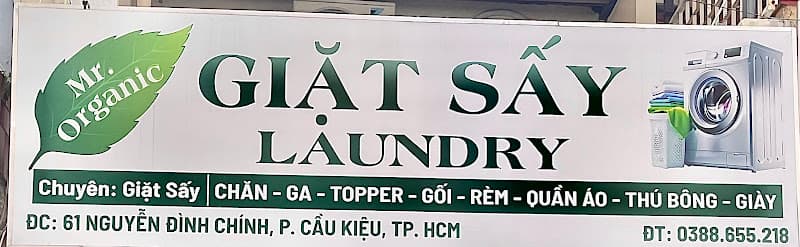 Mr.
Organic
GIẶT SẤY
LAUNDRY
Chuyên: Giặt Sấy | CHĂN - GA - TOPPER - GỐI - RÈM - QUẦN ÁO - THÚ BÔNG - GIÀY
ĐC: 61 NGUYỄN ĐÌNH CHÍNH, P. CẦU KIỆU, TP. HCM
ĐT: 0388.655.218